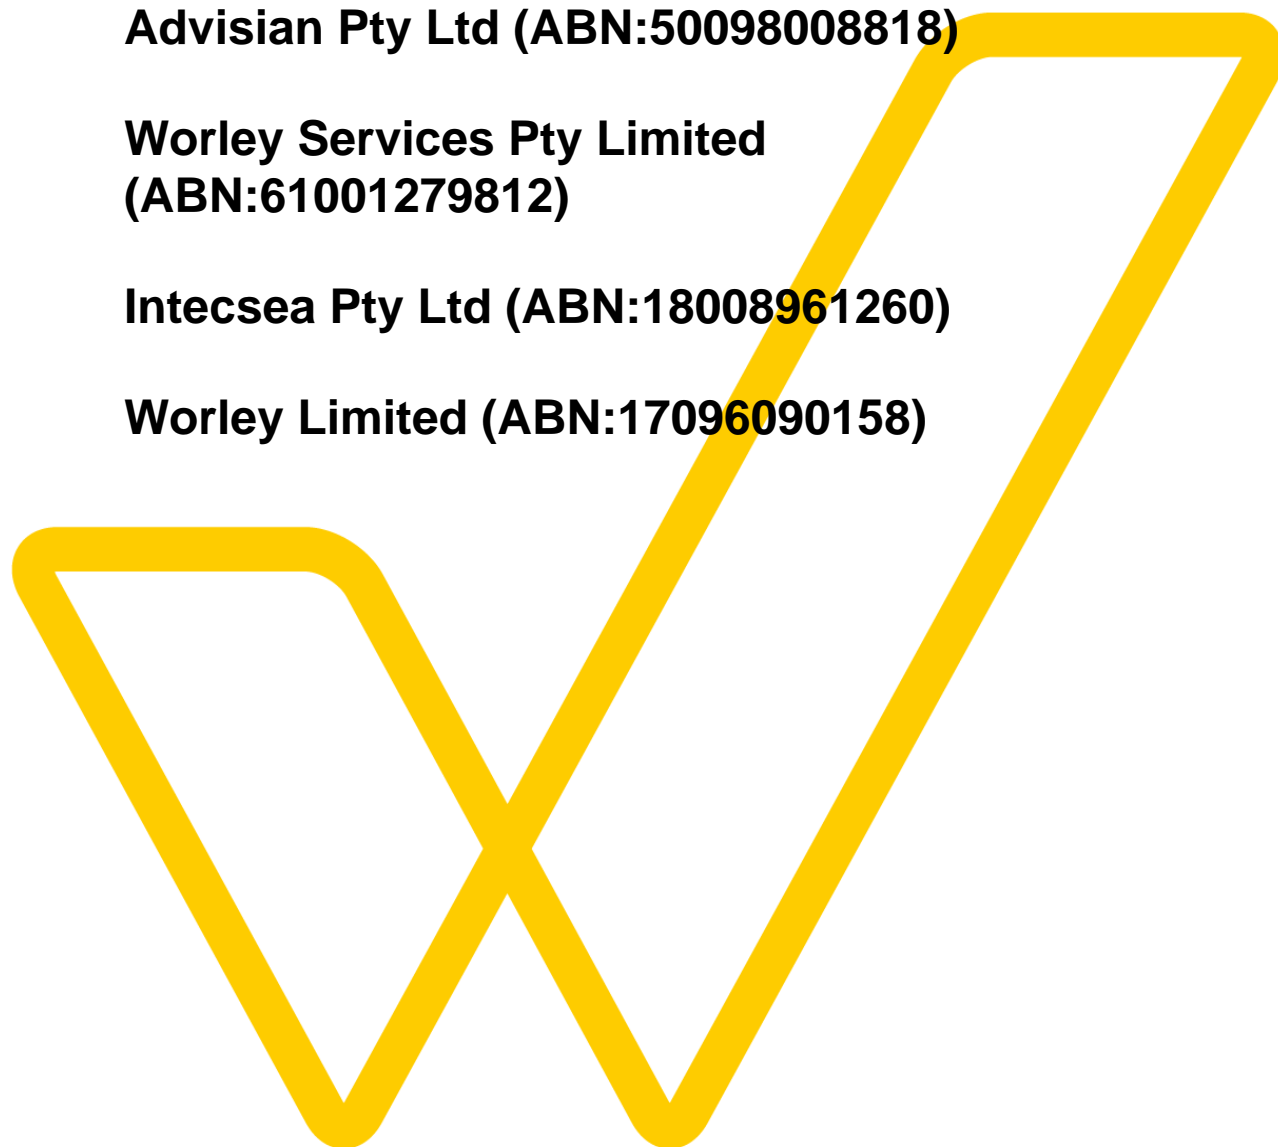 Advisian Pty Ltd (ABN:50098008818)
Worley Services Pty Limited
(ABN:61001279812)
Intecsea Pty Ltd (ABN:18008961260)
Worley Limited (ABN:17096090158)